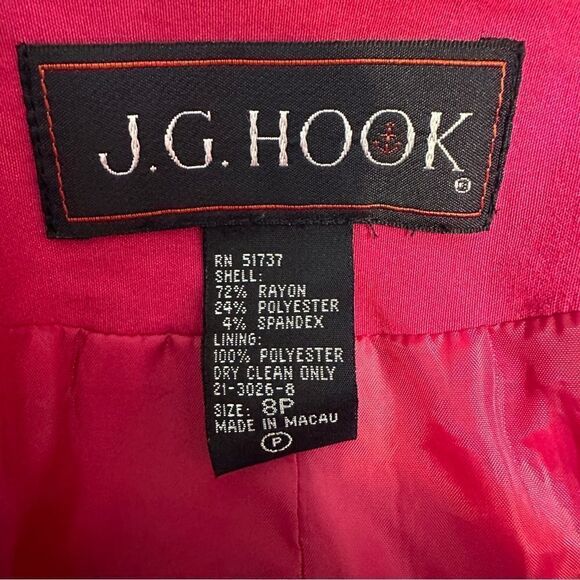 J.G. HOOK
®
RN 51737
SHELL:
72% RAYON
24% POLYESTER
4% SPANDEX
LINING:
100% POLYESTER
DRY CLEAN ONLY
21-3026-8
SIZE: 8P
MADE IN MACAU
P